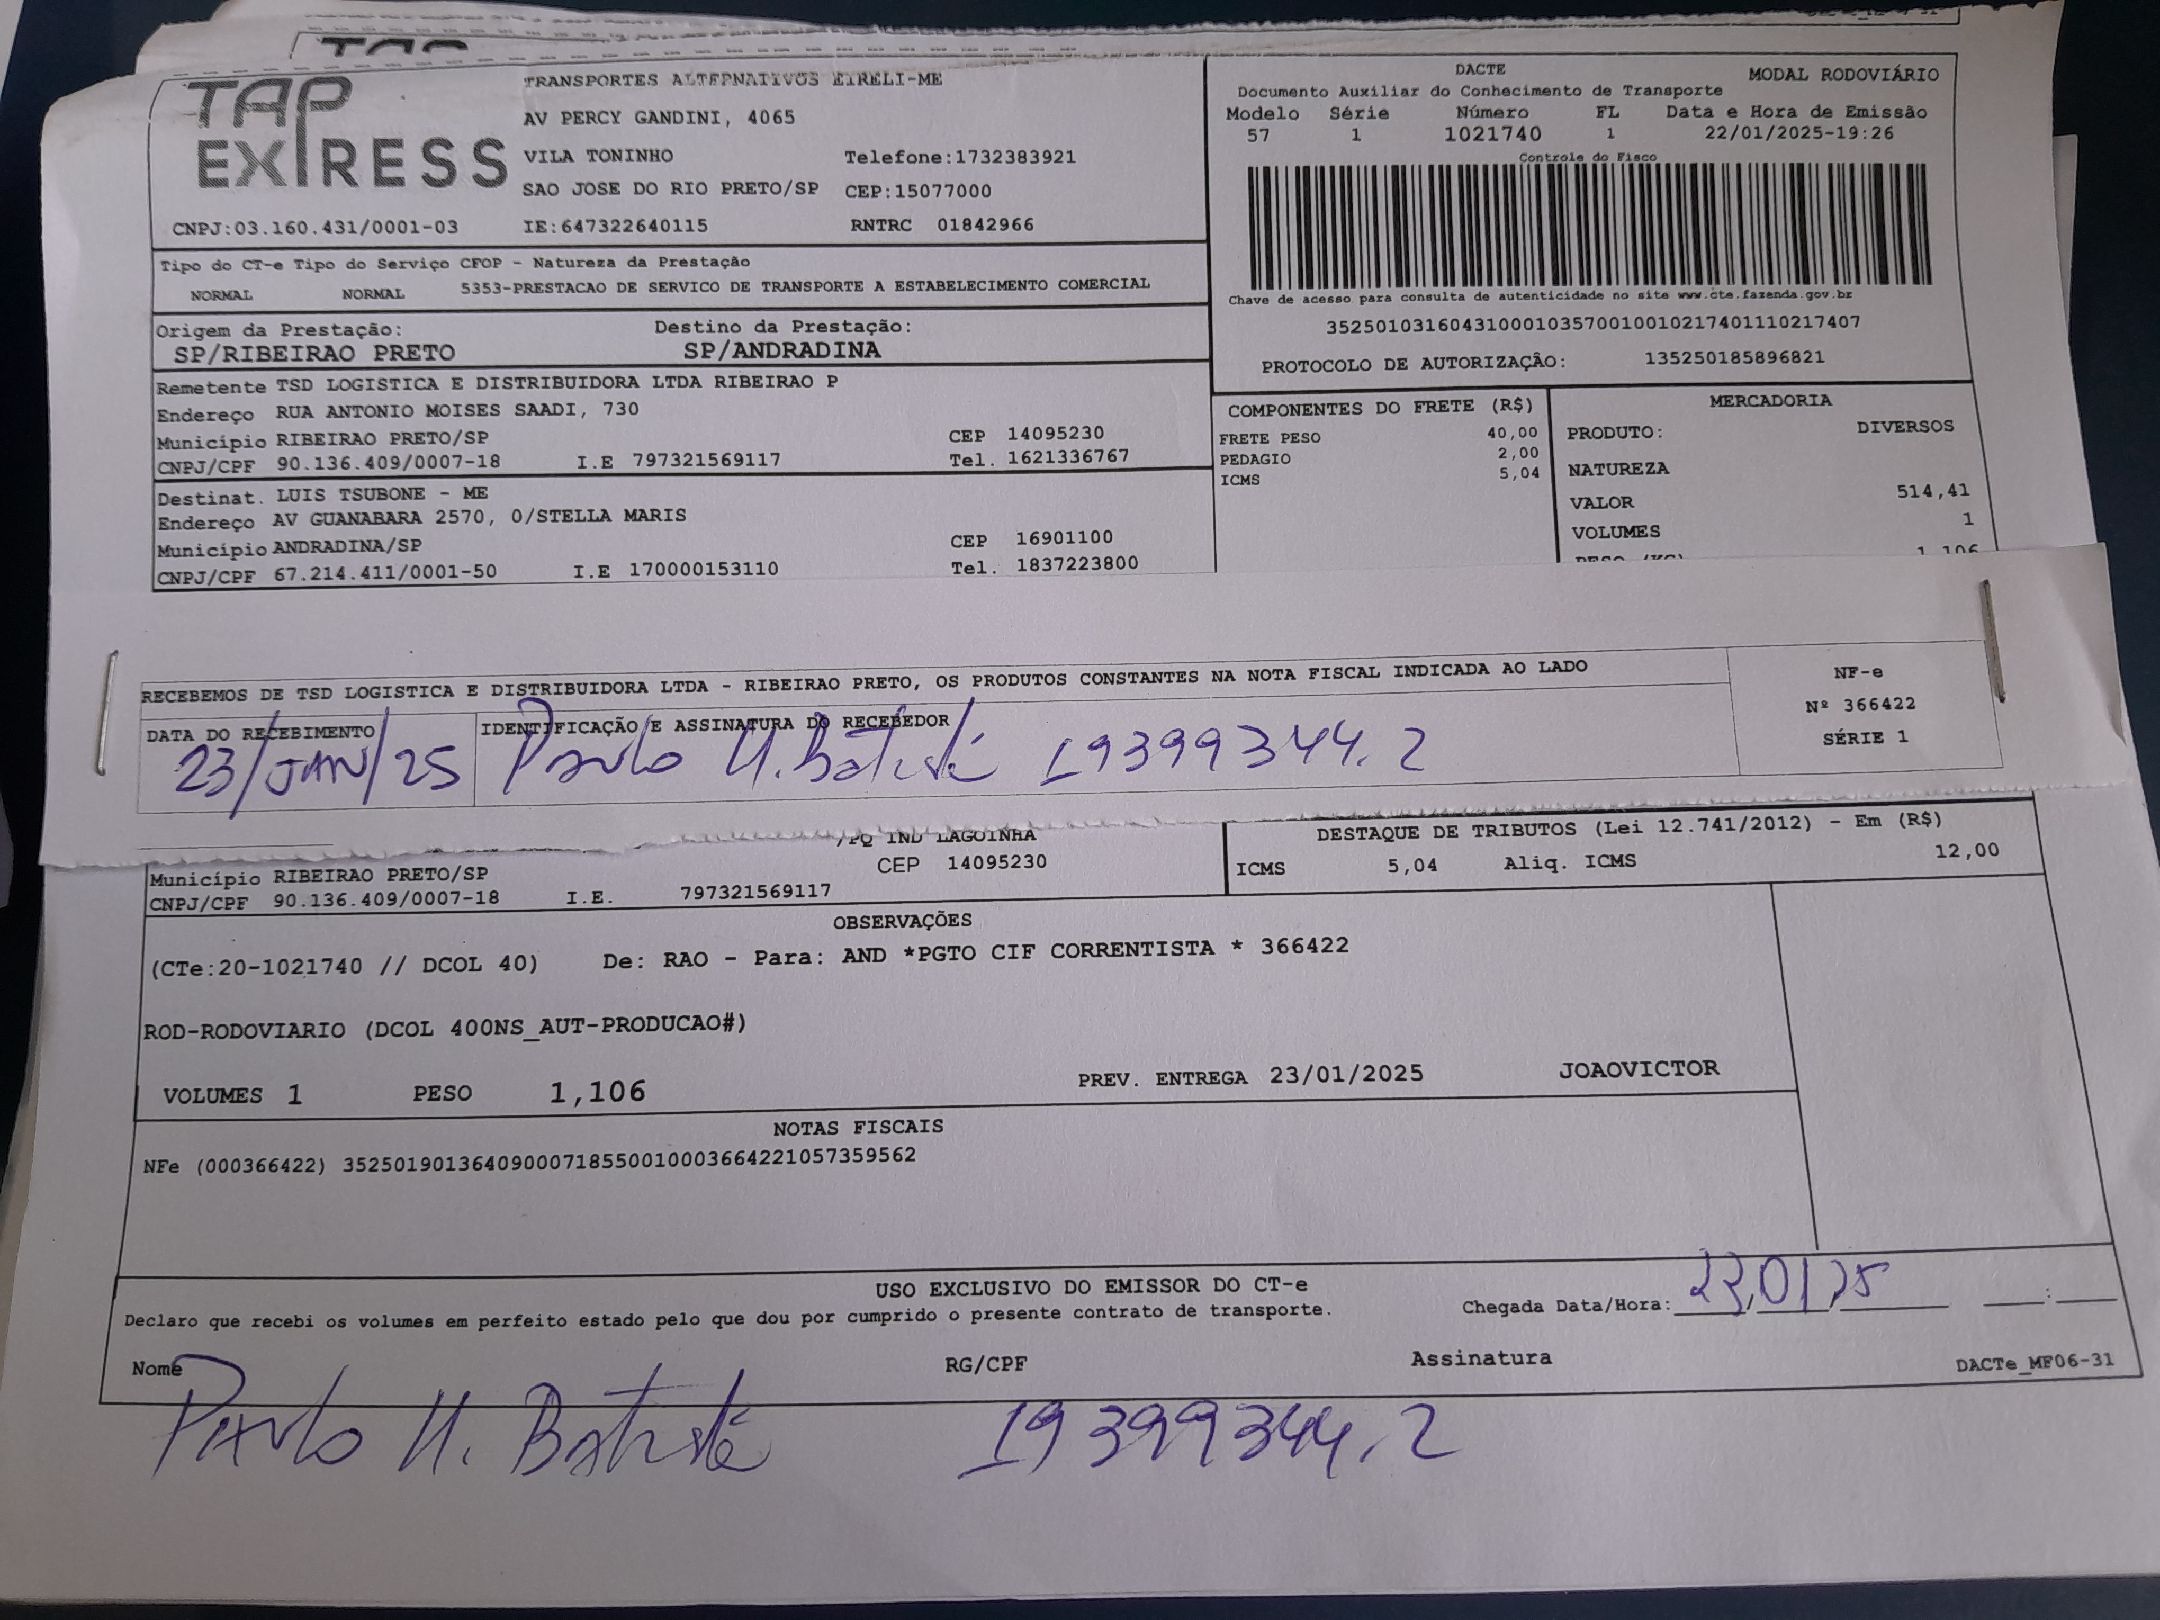 TAP
EXPRESS
TRANSPORTES ALTERNATIVOS EIRELI-ME
AV PERCY GANDINI, 4065
VILA TONINHO Telefone:1732383921
SAO JOSE DO RIO PRETO/SP CEP:15077000
CNPJ:03.160.431/0001-03 IE:647322640115 RNTRC 01842966
DACTE MODAL RODOVIÁRIO
Documento Auxiliar do Conhecimento de Transporte
Modelo Série Número FL Data e Hora de Emissão
57 1 1021740 1 22/01/2025-19:26
Controle do Fisco
Chave de acesso para consulta de autenticidade no site www.cte.fazenda.gov.br
35250103160431000103570010010217401110217407
PROTOCOLO DE AUTORIZAÇÃO: 135250185896821
Tipo do CT-e Tipo do Serviço CFOP - Natureza da Prestação
NORMAL NORMAL 5353-PRESTACAO DE SERVICO DE TRANSPORTE A ESTABELECIMENTO COMERCIAL
Origem da Prestação: Destino da Prestação:
SP/RIBEIRAO PRETO SP/ANDRADINA
Remetente TSD LOGISTICA E DISTRIBUIDORA LTDA RIBEIRAO P
Endereço RUA ANTONIO MOISES SAADI, 730
Município RIBEIRAO PRETO/SP CEP 14095230
CNPJ/CPF 90.136.409/0007-18 I.E 797321569117 Tel. 1621336767
Destinat. LUIS TSUBONE - ME
Endereço AV GUANABARA 2570, 0/STELLA MARIS
Município ANDRADINA/SP CEP 16901100
CNPJ/CPF 67.214.411/0001-50 I.E 170000153110 Tel. 1837223800
COMPONENTES DO FRETE (R$)
FRETE PESO 40,00
PEDAGIO 2,00
ICMS 5,04
MERCADORIA
PRODUTO: DIVERSOS
NATUREZA
VALOR 514,41
VOLUMES 1
PESO (KG) 1,106
RECEBEMOS DE TSD LOGISTICA E DISTRIBUIDORA LTDA - RIBEIRAO PRETO, OS PRODUTOS CONSTANTES NA NOTA FISCAL INDICADA AO LADO
DATA DO RECEBIMENTO IDENTIFICAÇÃO E ASSINATURA DO RECEBEDOR
23/JAN/25 Paulo H. Batista 19399344.2
NF-e
Nº 366422
SÉRIE 1
/PQ IND LAGOINHA
CEP 14095230
Município RIBEIRAO PRETO/SP
CNPJ/CPF 90.136.409/0007-18 I.E. 797321569117
DESTAQUE DE TRIBUTOS (Lei 12.741/2012) - Em (R$)
ICMS 5,04 Aliq. ICMS 12,00
OBSERVAÇÕES
(CTe:20-1021740 // DCOL 40) De: RAO - Para: AND *PGTO CIF CORRENTISTA * 366422
ROD-RODOVIARIO (DCOL 400NS_AUT-PRODUCAO#)
VOLUMES 1 PESO 1,106 PREV. ENTREGA 23/01/2025 JOAOVICTOR
NOTAS FISCAIS
NFe (000366422) 35250190136409000718550010003664221057359562
USO EXCLUSIVO DO EMISSOR DO CT-e
Declaro que recebi os volumes em perfeito estado pelo que dou por cumprido o presente contrato de transporte. Chegada Data/Hora: 23/01/25 :
Nome RG/CPF Assinatura DACTe_MF06-31
Paulo H. Batista 19399344.2